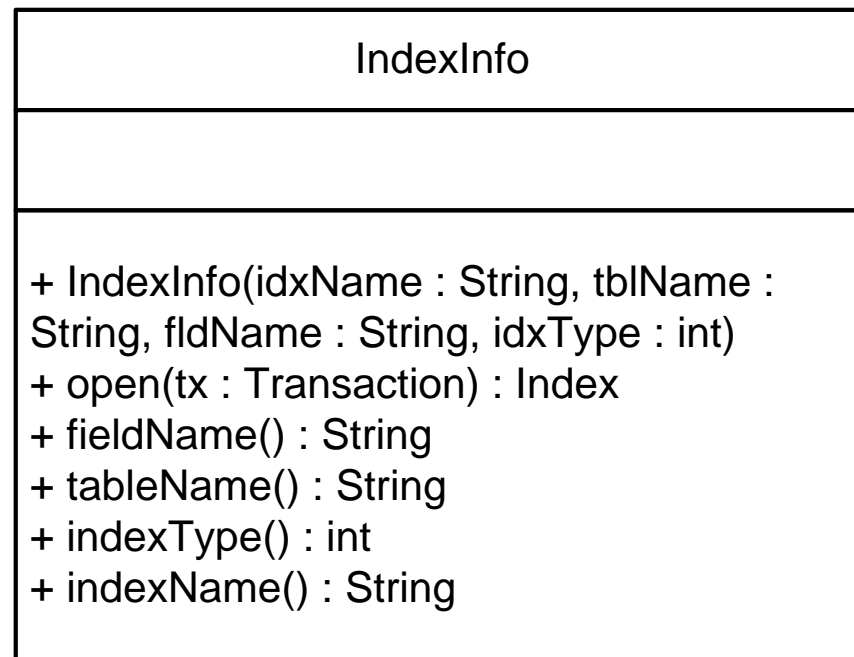 IndexInfo
+ IndexInfo(idxName : String, tblName :
String, fldName : String, idxType : int)
+ open(tx : Transaction) : Index
+ fieldName() : String
+ tableName() : String
+ indexType() : int
+ indexName() : String